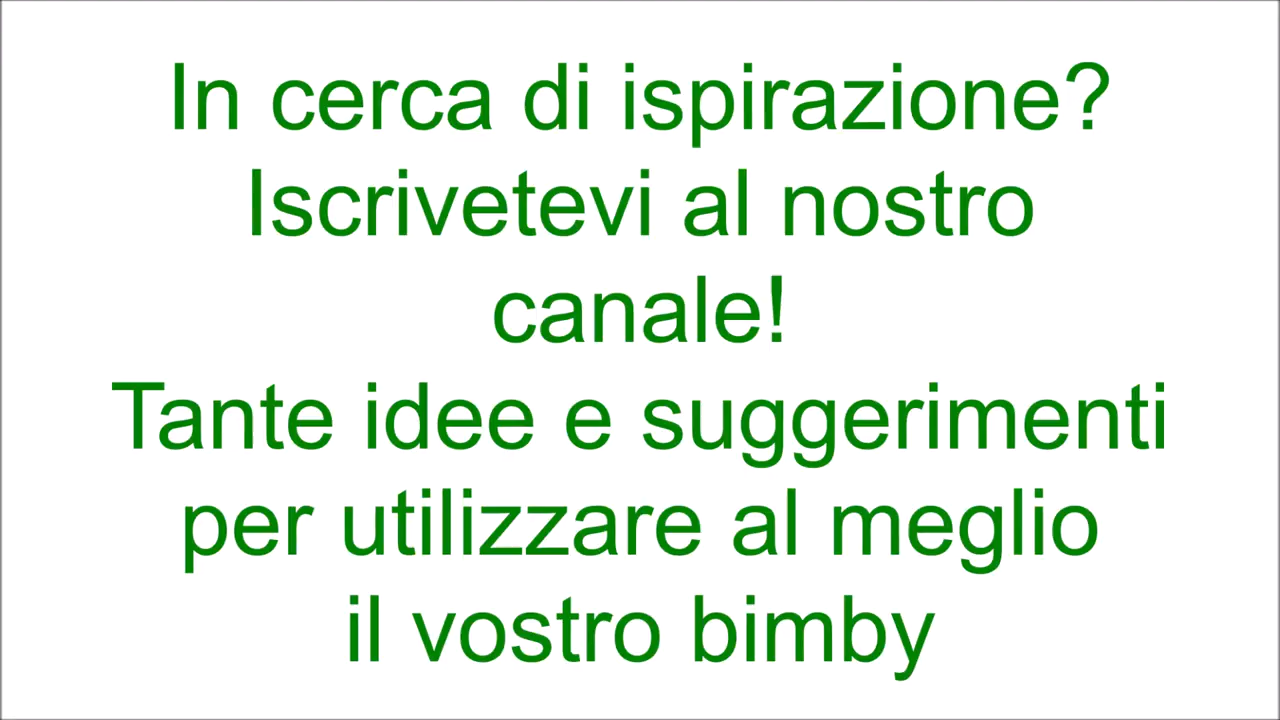 In cerca di ispirazione?
Iscrivetevi al nostro
canale!
Tante idee e suggerimenti
per utilizzare al meglio
il vostro bimby